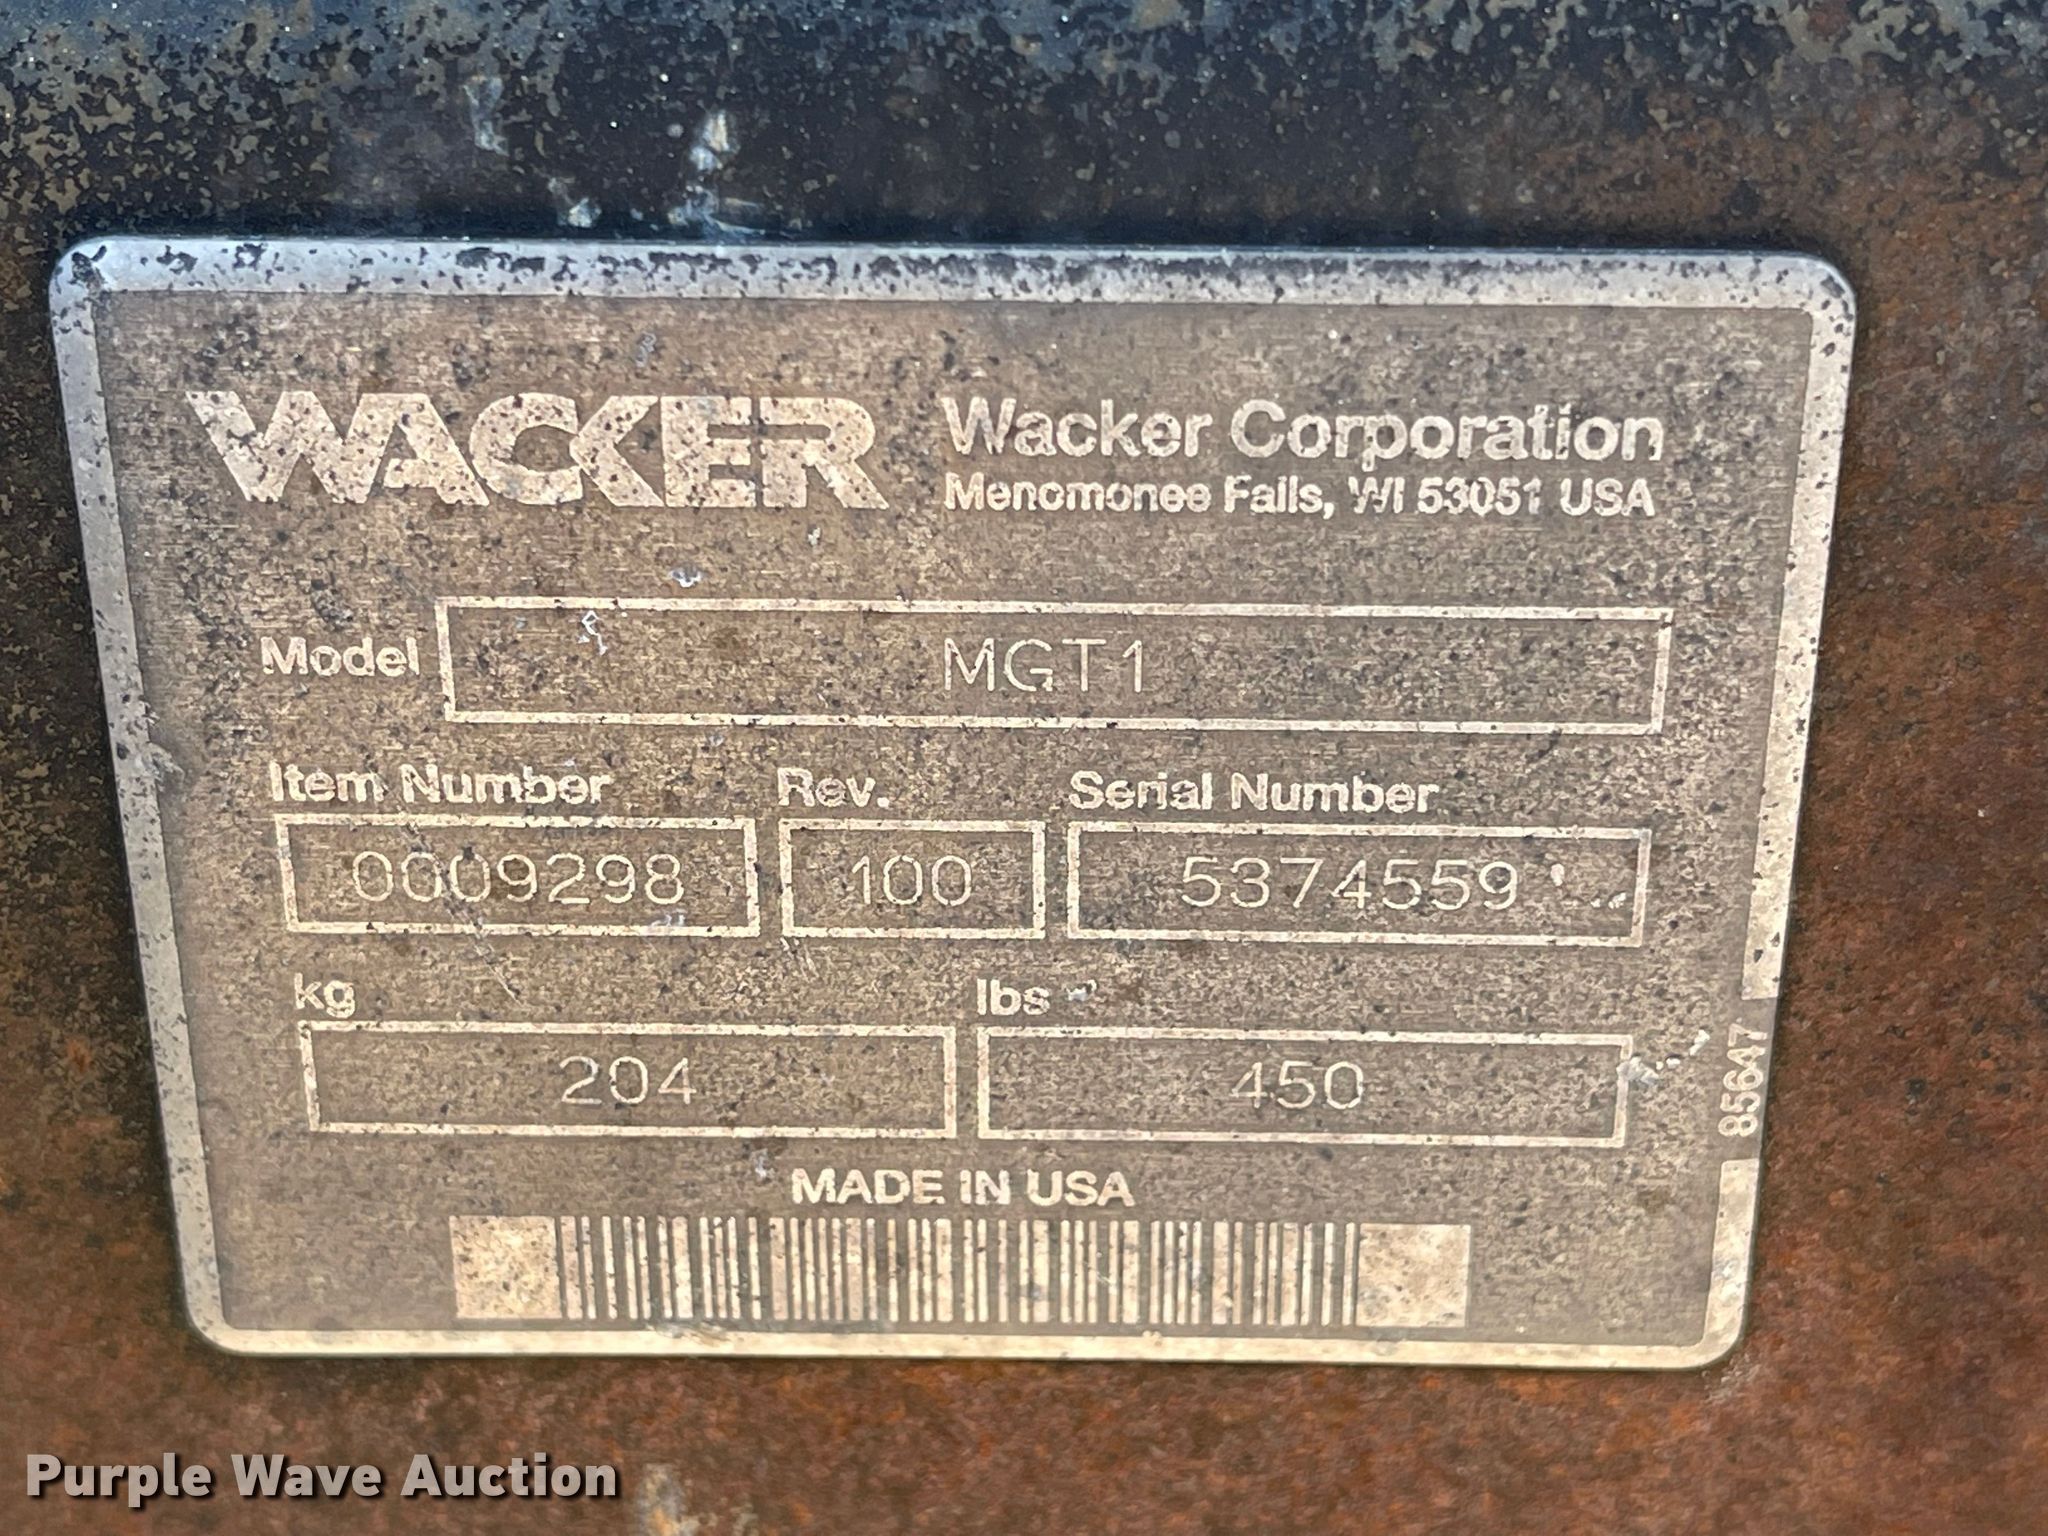 WACKER
Wacker Corporation
Menomonee Falls, WI 53051 USA
Model MGT1
Item Number Rev. Serial Number
0009298 100 5374559
kg lbs
204 450
85647
MADE IN USA
Purple Wave Auction